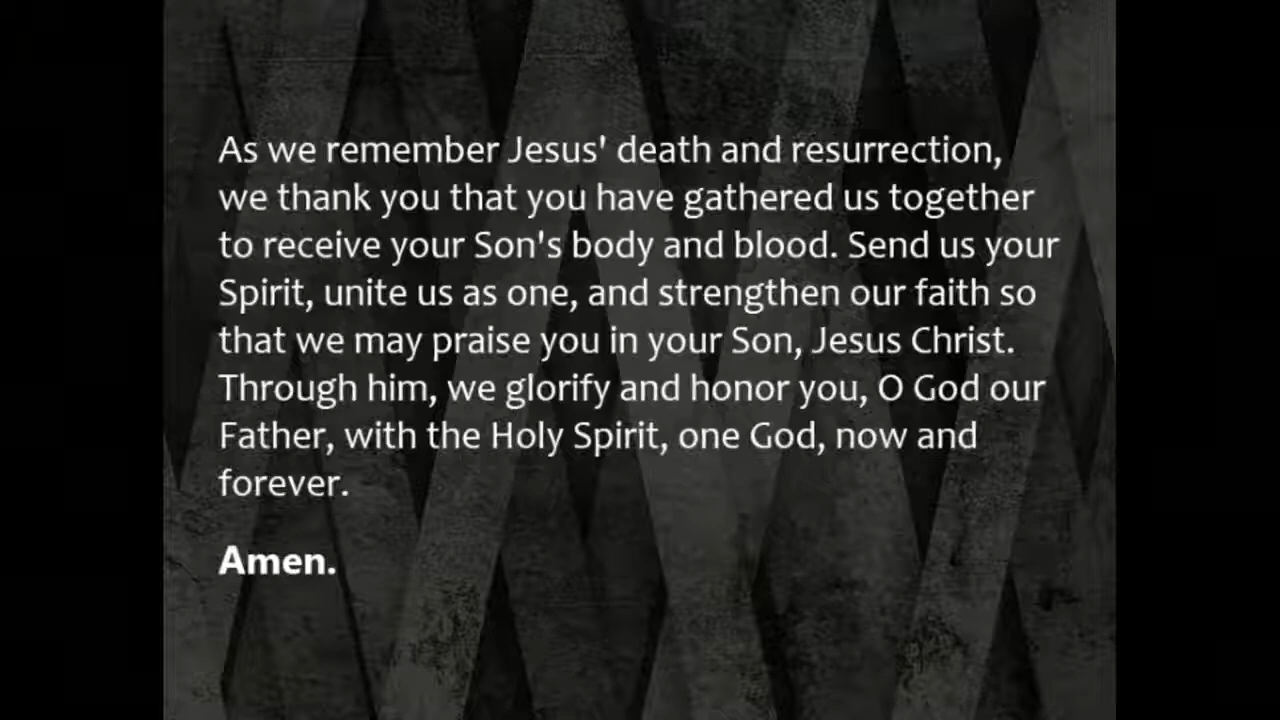 As we remember Jesus' death and resurrection,
we thank you that you have gathered us together
to receive your Son's body and blood. Send us your
Spirit, unite us as one, and strengthen our faith so
that we may praise you in your Son, Jesus Christ.
Through him, we glorify and honor you, O God our
Father, with the Holy Spirit, one God, now and
forever.
Amen.